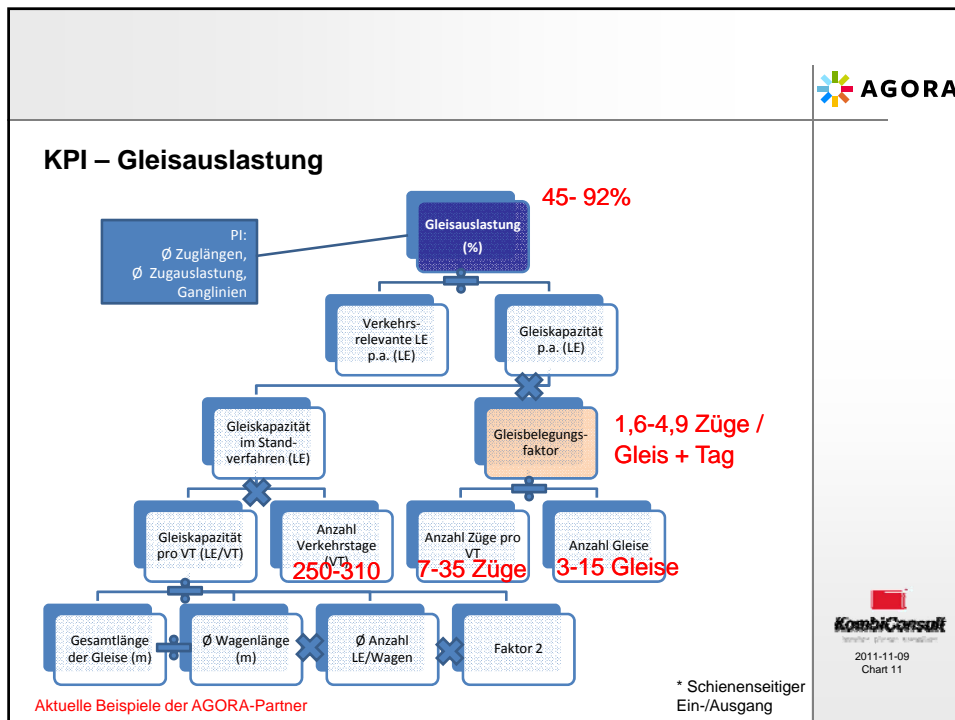 AGORA
KPI – Gleisauslastung
45- 92%
PI:
Ø Zuglängen,
Ø Zugauslastung,
Ganglinien
Gleisauslastung
(%)
Verkehrs-
relevante LE
p.a. (LE)
Gleiskapazität
p.a. (LE)
Gleiskapazität
im Stand-
verfahren (LE)
Gleisbelegungs-
faktor
1,6-4,9 Züge /
Gleis + Tag
Gleiskapazität
pro VT (LE/VT)
Anzahl
Verkehrstage
(VT)
250-310
Anzahl Züge pro
VT
7-35 Züge
Anzahl Gleise
3-15 Gleise
Gesamtlänge
der Gleise (m)
Ø Wagenlänge
(m)
Ø Anzahl
LE/Wagen
Faktor 2
KombiConsult
2011-11-09
Chart 11
Aktuelle Beispiele der AGORA-Partner
* Schienenseitiger
Ein-/Ausgang